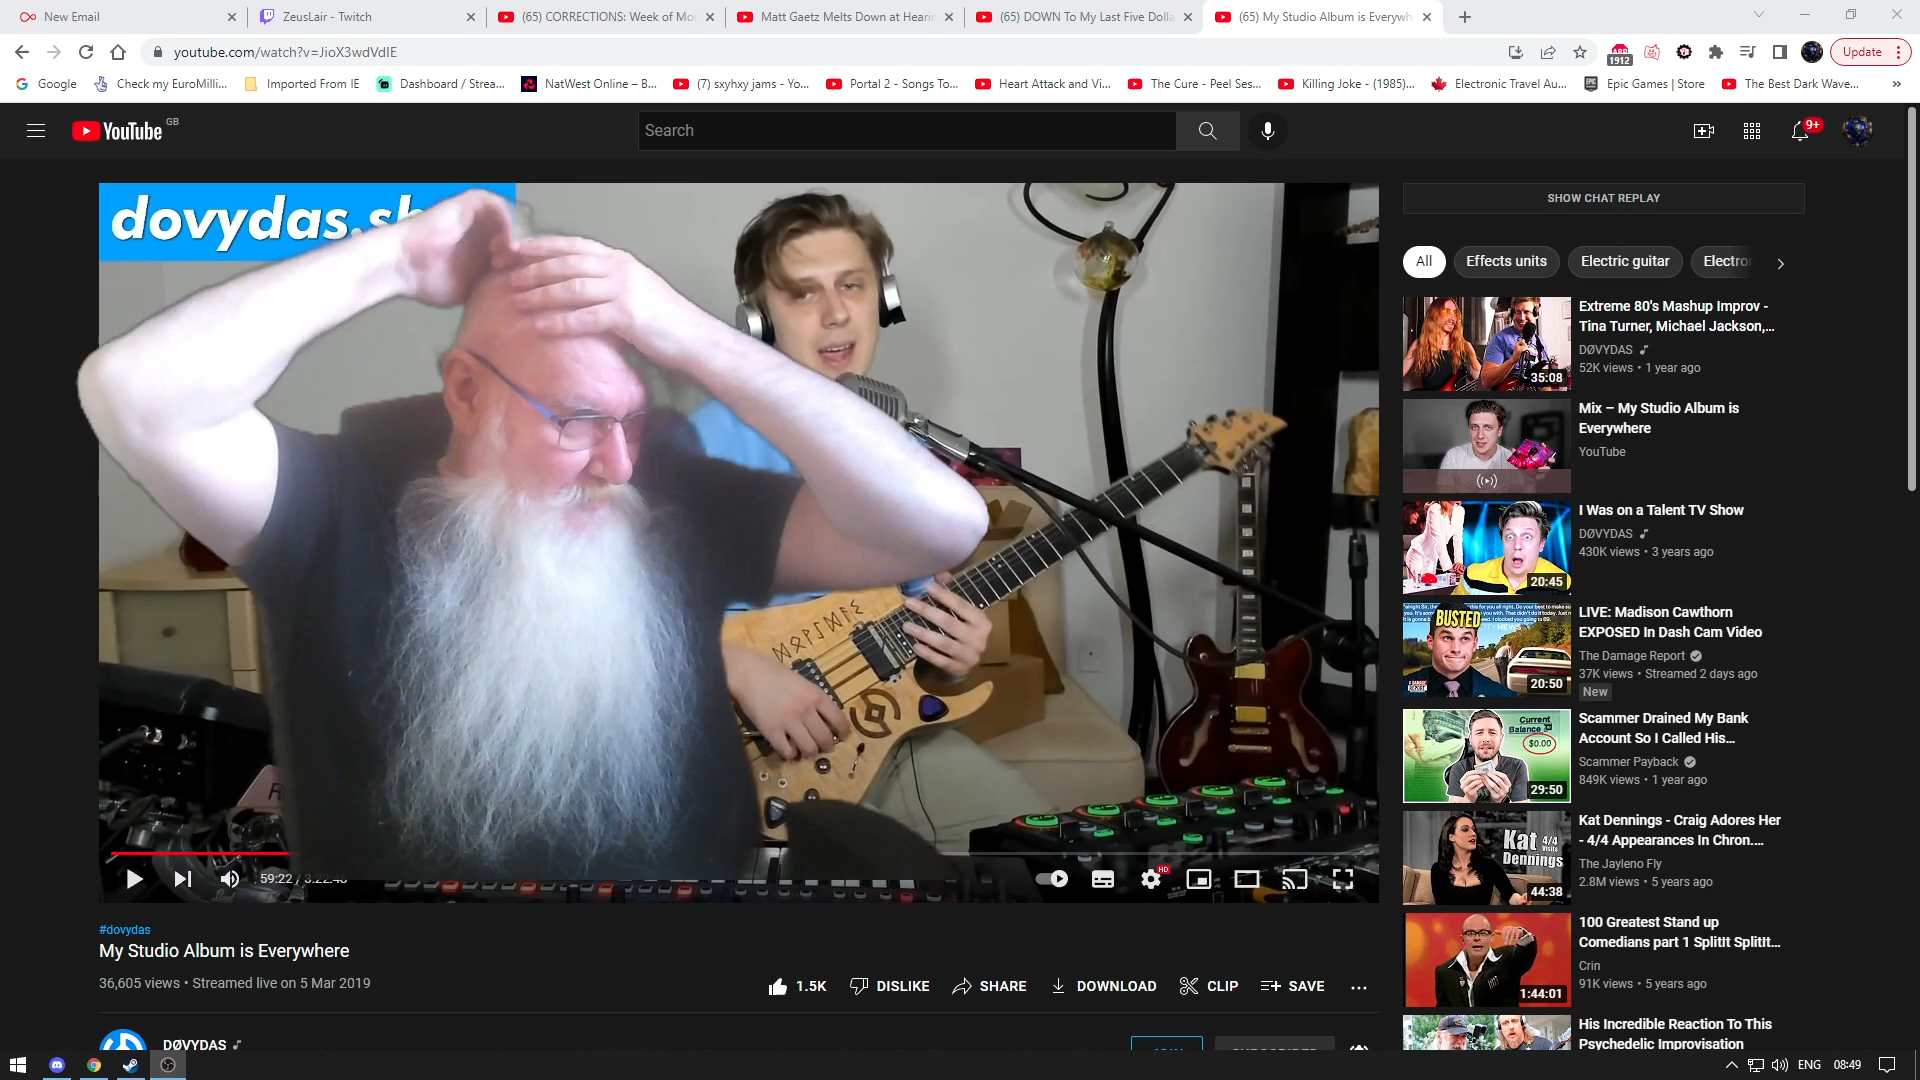 New Email
ZeusLair - Twitch
(65) CORRECTIONS: Week of Mo
Matt Gaetz Melts Down at Hearin
(65) DOWN To My Last Five Dolla
(65) My Studio Album is Everywh
youtube.com/watch?v=JioX3wdVdIE
1912
Update
Google
Check my EuroMilli...
Imported From IE
Dashboard / Strea...
NatWest Online – B...
(7) sxyhxy jams - Yo...
Portal 2 - Songs To...
Heart Attack and Vi...
The Cure - Peel Ses...
Killing Joke - (1985)...
Electronic Travel Au...
Epic Games | Store
The Best Dark Wave...
YouTube GB
Search
9+
dovydas.sh
SHOW CHAT REPLAY
All
Effects units
Electric guitar
Electro
Extreme 80's Mashup Improv -
Tina Turner, Michael Jackson,...
DØVYDAS
52K views • 1 year ago
35:08
Mix – My Studio Album is
Everywhere
YouTube
I Was on a Talent TV Show
DØVYDAS
430K views • 3 years ago
20:45
BUSTED
LIVE: Madison Cawthorn
EXPOSED In Dash Cam Video
The Damage Report
37K views • Streamed 2 days ago
New
20:50
Current
Balance
$0.00
Scammer Drained My Bank
Account So I Called His...
Scammer Payback
849K views • 1 year ago
29:50
Kat 4/4
Visits
Dennings
Kat Dennings - Craig Adores Her
- 4/4 Appearances In Chron....
The Jayleno Fly
2.8M views • 5 years ago
44:38
100 Greatest Stand up
Comedians part 1 SplitIt SplitIt...
Crin
91K views • 5 years ago
1:44:01
His Incredible Reaction To This
Psychedelic Improvisation
59:22 / 3:22:48
HD
#dovydas
My Studio Album is Everywhere
36,605 views • Streamed live on 5 Mar 2019
1.5K
DISLIKE
SHARE
DOWNLOAD
CLIP
SAVE
DØVYDAS
JOIN
SUBSCRIBED
ENG
08:49